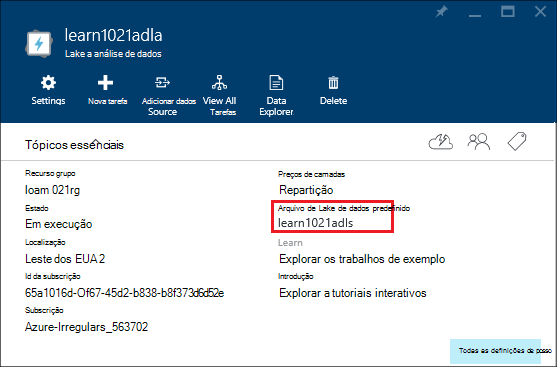 learn1021adla
Lake a análise de dados
Settings
Nova tarefa
Adicionar dados
Source
View All
Tarefas
Data
Explorer
Delete
Tópicos essenciais
Recurso grupo
loam 021rg
Estado
Em execução
Localização
Leste dos EUA 2
Id da subscrição
65a1016d-Of67-45d2-b838-b8f373d6d52e
Subscrição
Azure-Irregulars_563702
Preços de camadas
Repartição
Arquivo de Lake de dados predefinido
learn1021adls
Learn
Explorar os trabalhos de exemplo
Introdução
Explorar a tutoriais interativos
Todas as definições de posso